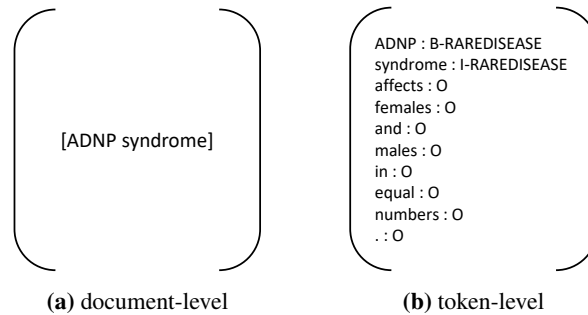 [ADNP syndrome]
(a) document-level
ADNP : B-RAREDISEASE
syndrome : I-RAREDISEASE
affects : O
females : O
and : O
males : O
in : O
equal : O
numbers : O
. : O
(b) token-level